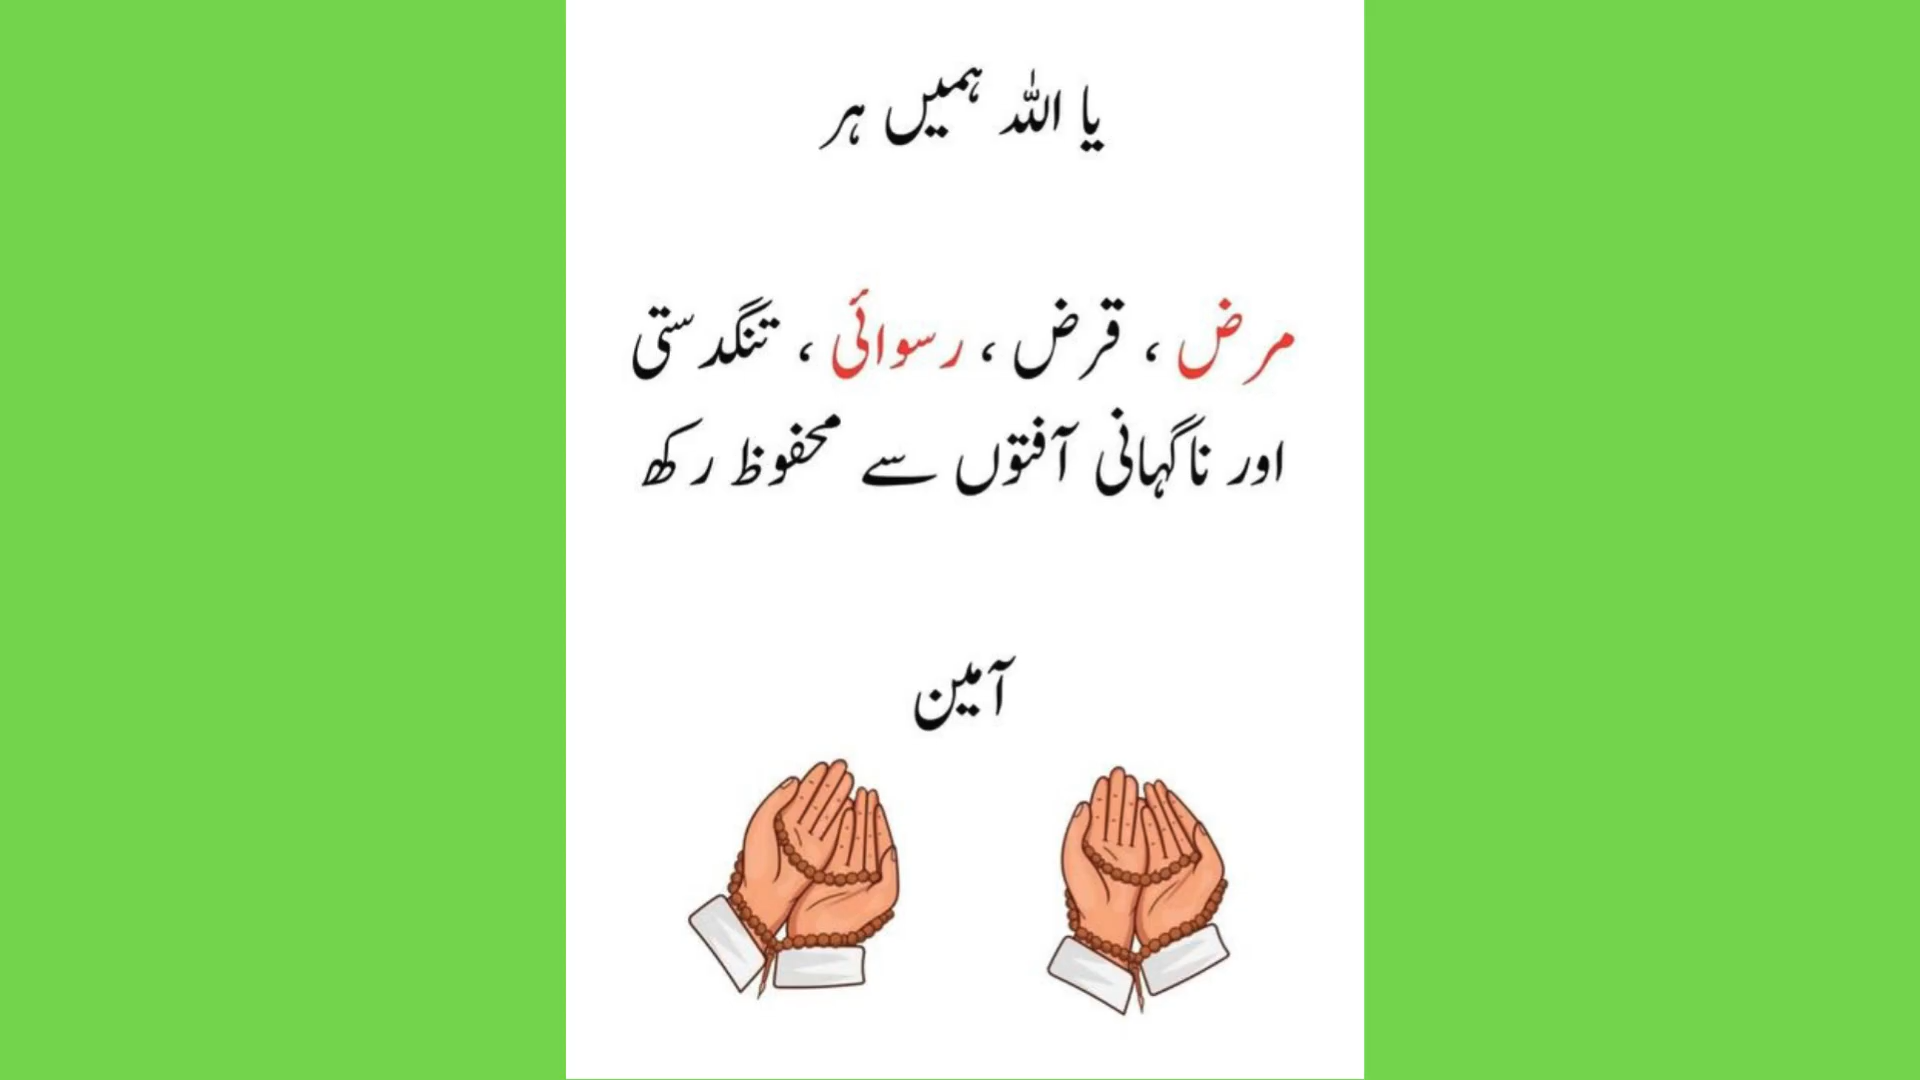 یا اللہ ہمیں ہر
مرض ، قرض ، رسوائی ، تنگدستی
اور ناگہانی آفتوں سے محفوظ رکھ
آمین